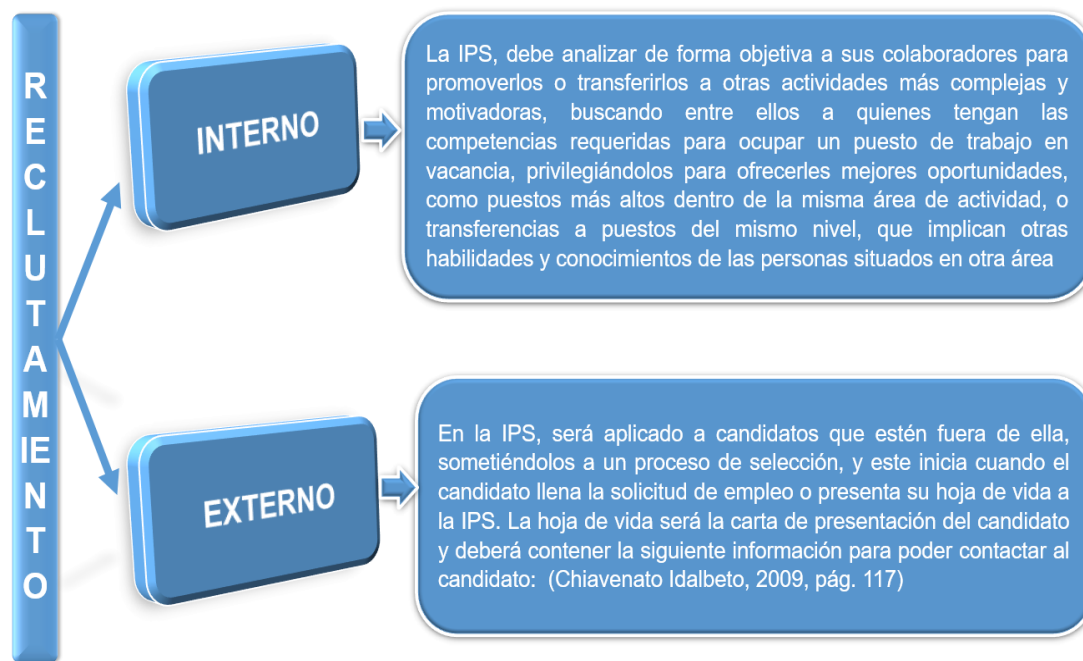 RECLUTAMIENTO
INTERNO
La IPS, debe analizar de forma objetiva a sus colaboradores para
promoverlos o transferirlos a otras actividades más complejas y
motivadoras, buscando entre ellos a quienes tengan las
competencias requeridas para ocupar un puesto de trabajo en
vacancia, privilegiándolos para ofrecerles mejores oportunidades,
como puestos más altos dentro de la misma área de actividad, o
transferencias a puestos del mismo nivel, que implican otras
habilidades y conocimientos de las personas situados en otra área
EXTERNO
En la IPS, será aplicado a candidatos que estén fuera de ella,
sometiéndolos a un proceso de selección, y este inicia cuando el
candidato llena la solicitud de empleo o presenta su hoja de vida a
la IPS. La hoja de vida será la carta de presentación del candidato
y deberá contener la siguiente información para poder contactar al
candidato: (Chiavenato Idalbeto, 2009, pág. 117)